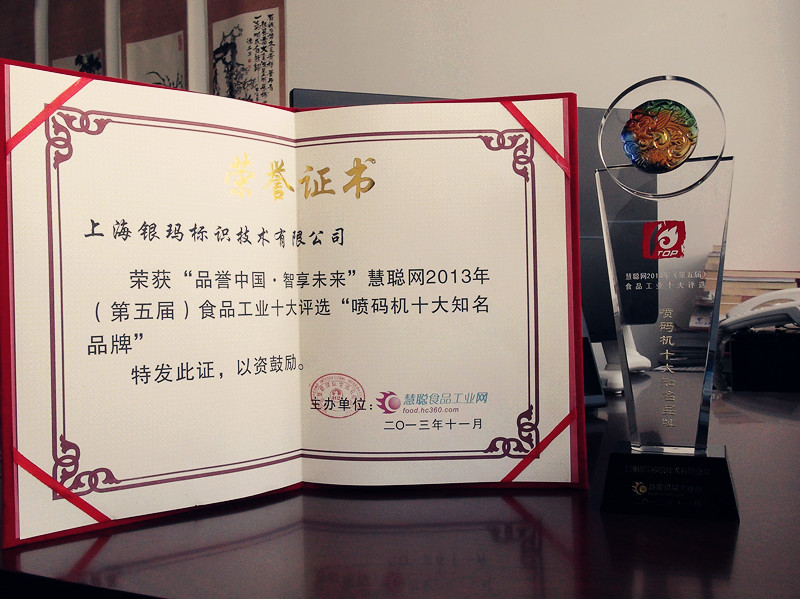 荣誉证书
上海银玛标识技术有限公司
荣获“品誉中国·智享未来”慧聪网2013年
（第五届）食品工业十大评选“喷码机十大知名
品牌”
特发此证，以资鼓励。
主办单位：慧聪食品工业网
food.hc360.com
二〇一三年十一月
TOP
慧聪网2013年（第五届）
食品工业十大评选
喷码机十大知名品牌